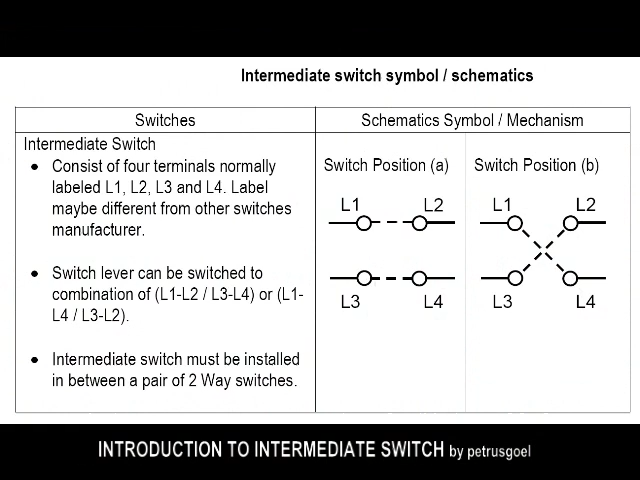 Intermediate switch symbol / schematics
Switches
Schematics Symbol / Mechanism
Intermediate Switch
• Consist of four terminals normally
labeled L1, L2, L3 and L4. Label
maybe different from other switches
manufacturer.
• Switch lever can be switched to
combination of (L1-L2 / L3-L4) or (L1-
L4 / L3-L2).
• Intermediate switch must be installed
in between a pair of 2 Way switches.
Switch Position (a)
L1 L2
L3 L4
Switch Position (b)
L1 L2
L3 L4
INTRODUCTION TO INTERMEDIATE SWITCH by petrusgoel